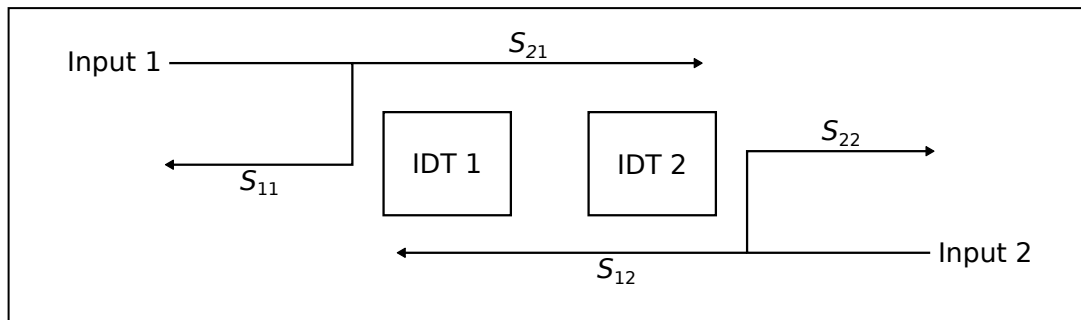 S₂₁
Input 1
S₂₂
IDT 1
IDT 2
S₁₁
Input 2
S₁₂